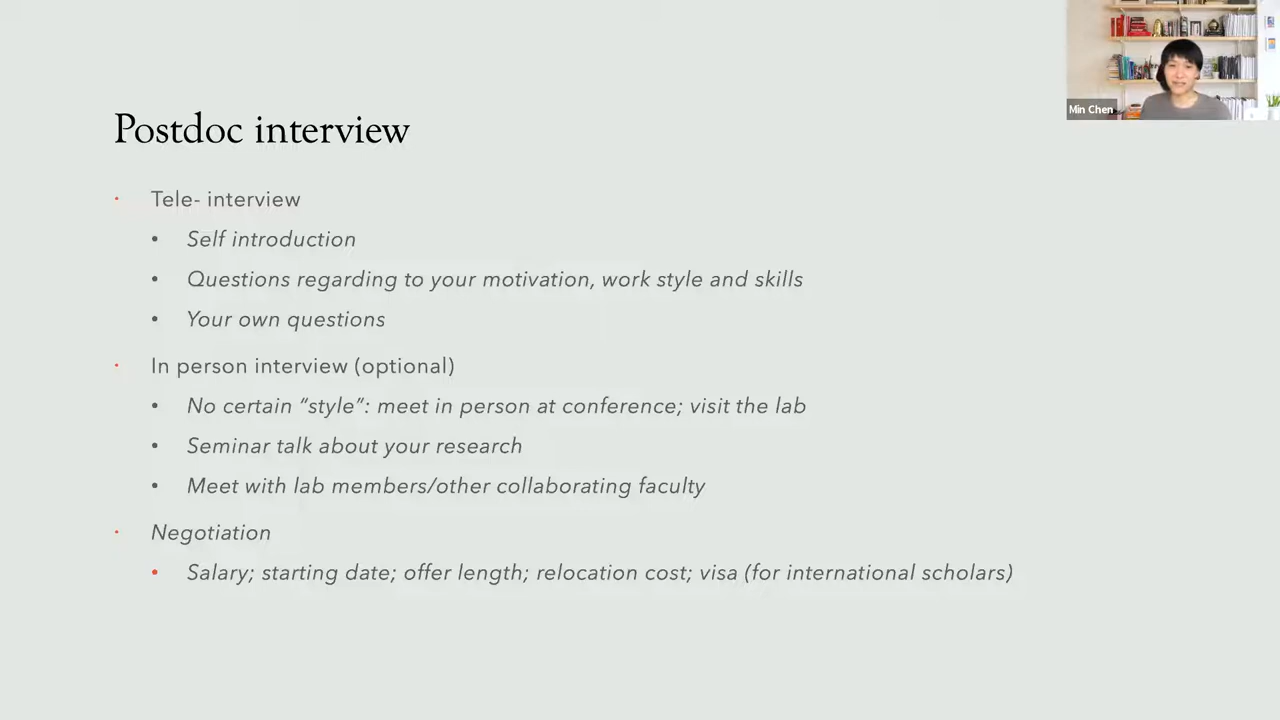 Min Chen
Postdoc interview
Tele- interview
Self introduction
Questions regarding to your motivation, work style and skills
Your own questions
In person interview (optional)
No certain “style”: meet in person at conference; visit the lab
Seminar talk about your research
Meet with lab members/other collaborating faculty
Negotiation
Salary; starting date; offer length; relocation cost; visa (for international scholars)